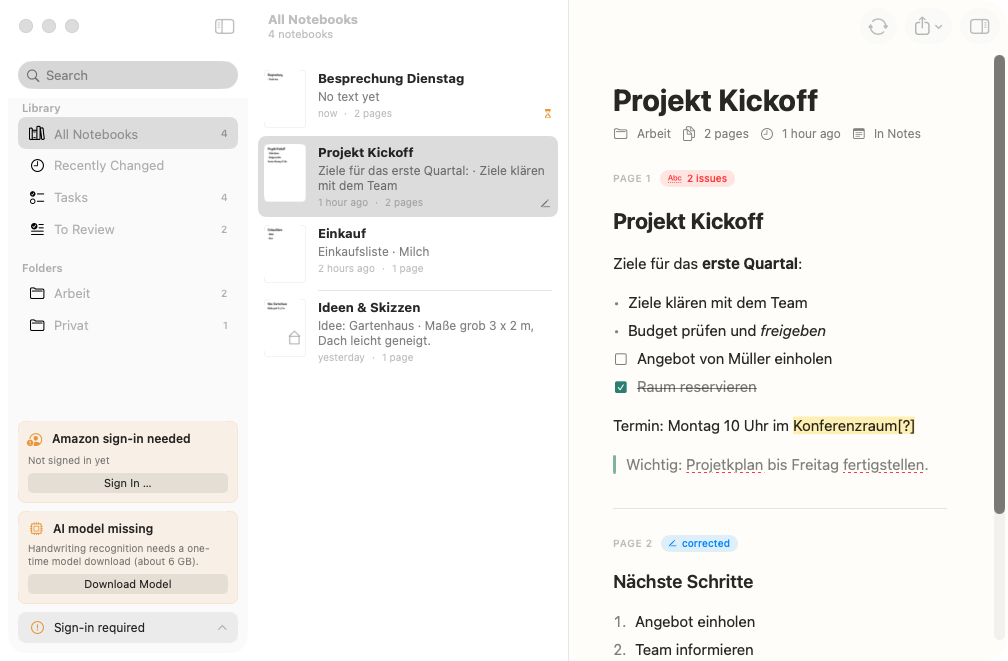 All Notebooks
4 notebooks
Search
Library
All Notebooks 4
Recently Changed
Tasks 4
To Review 2
Folders
Arbeit 2
Privat 1
Amazon sign-in needed
Not signed in yet
Sign In ...
AI model missing
Handwriting recognition needs a one-
time model download (about 6 GB).
Download Model
Sign-in required
Besprechung Dienstag
No text yet
now · 2 pages
Projekt Kickoff
Ziele für das erste Quartal: · Ziele klären
mit dem Team
1 hour ago · 2 pages
Einkauf
Einkaufsliste · Milch
2 hours ago · 1 page
Ideen & Skizzen
Idee: Gartenhaus · Maße grob 3 x 2 m,
Dach leicht geneigt.
yesterday · 1 page
Projekt Kickoff
Arbeit 2 pages 1 hour ago In Notes
PAGE 1 Abc 2 issues
Projekt Kickoff
Ziele für das erste Quartal:
• Ziele klären mit dem Team
• Budget prüfen und freigeben
☐ Angebot von Müller einholen
☑ Raum reservieren
Termin: Montag 10 Uhr im Konferenzraum[?]
Wichtig: Projetkplan bis Freitag fertigstellen.
PAGE 2 corrected
Nächste Schritte
1. Angebot einholen
2. Team informieren